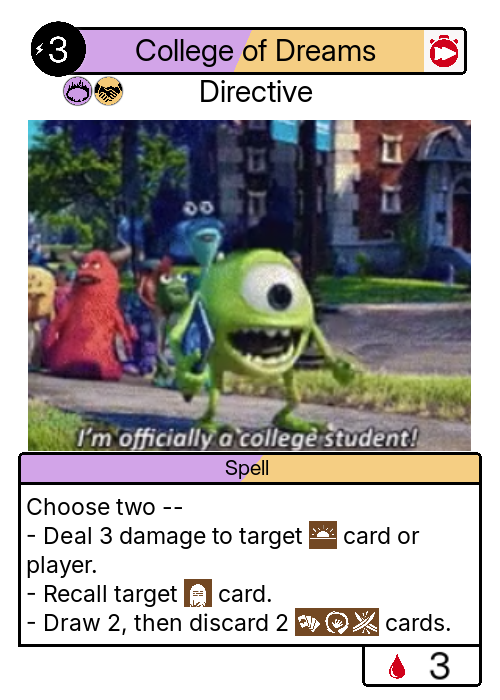 3
College of Dreams
Directive
I'm officially a college student!
Spell
Choose two --
- Deal 3 damage to target card or
player.
- Recall target card.
- Draw 2, then discard 2 cards.
3